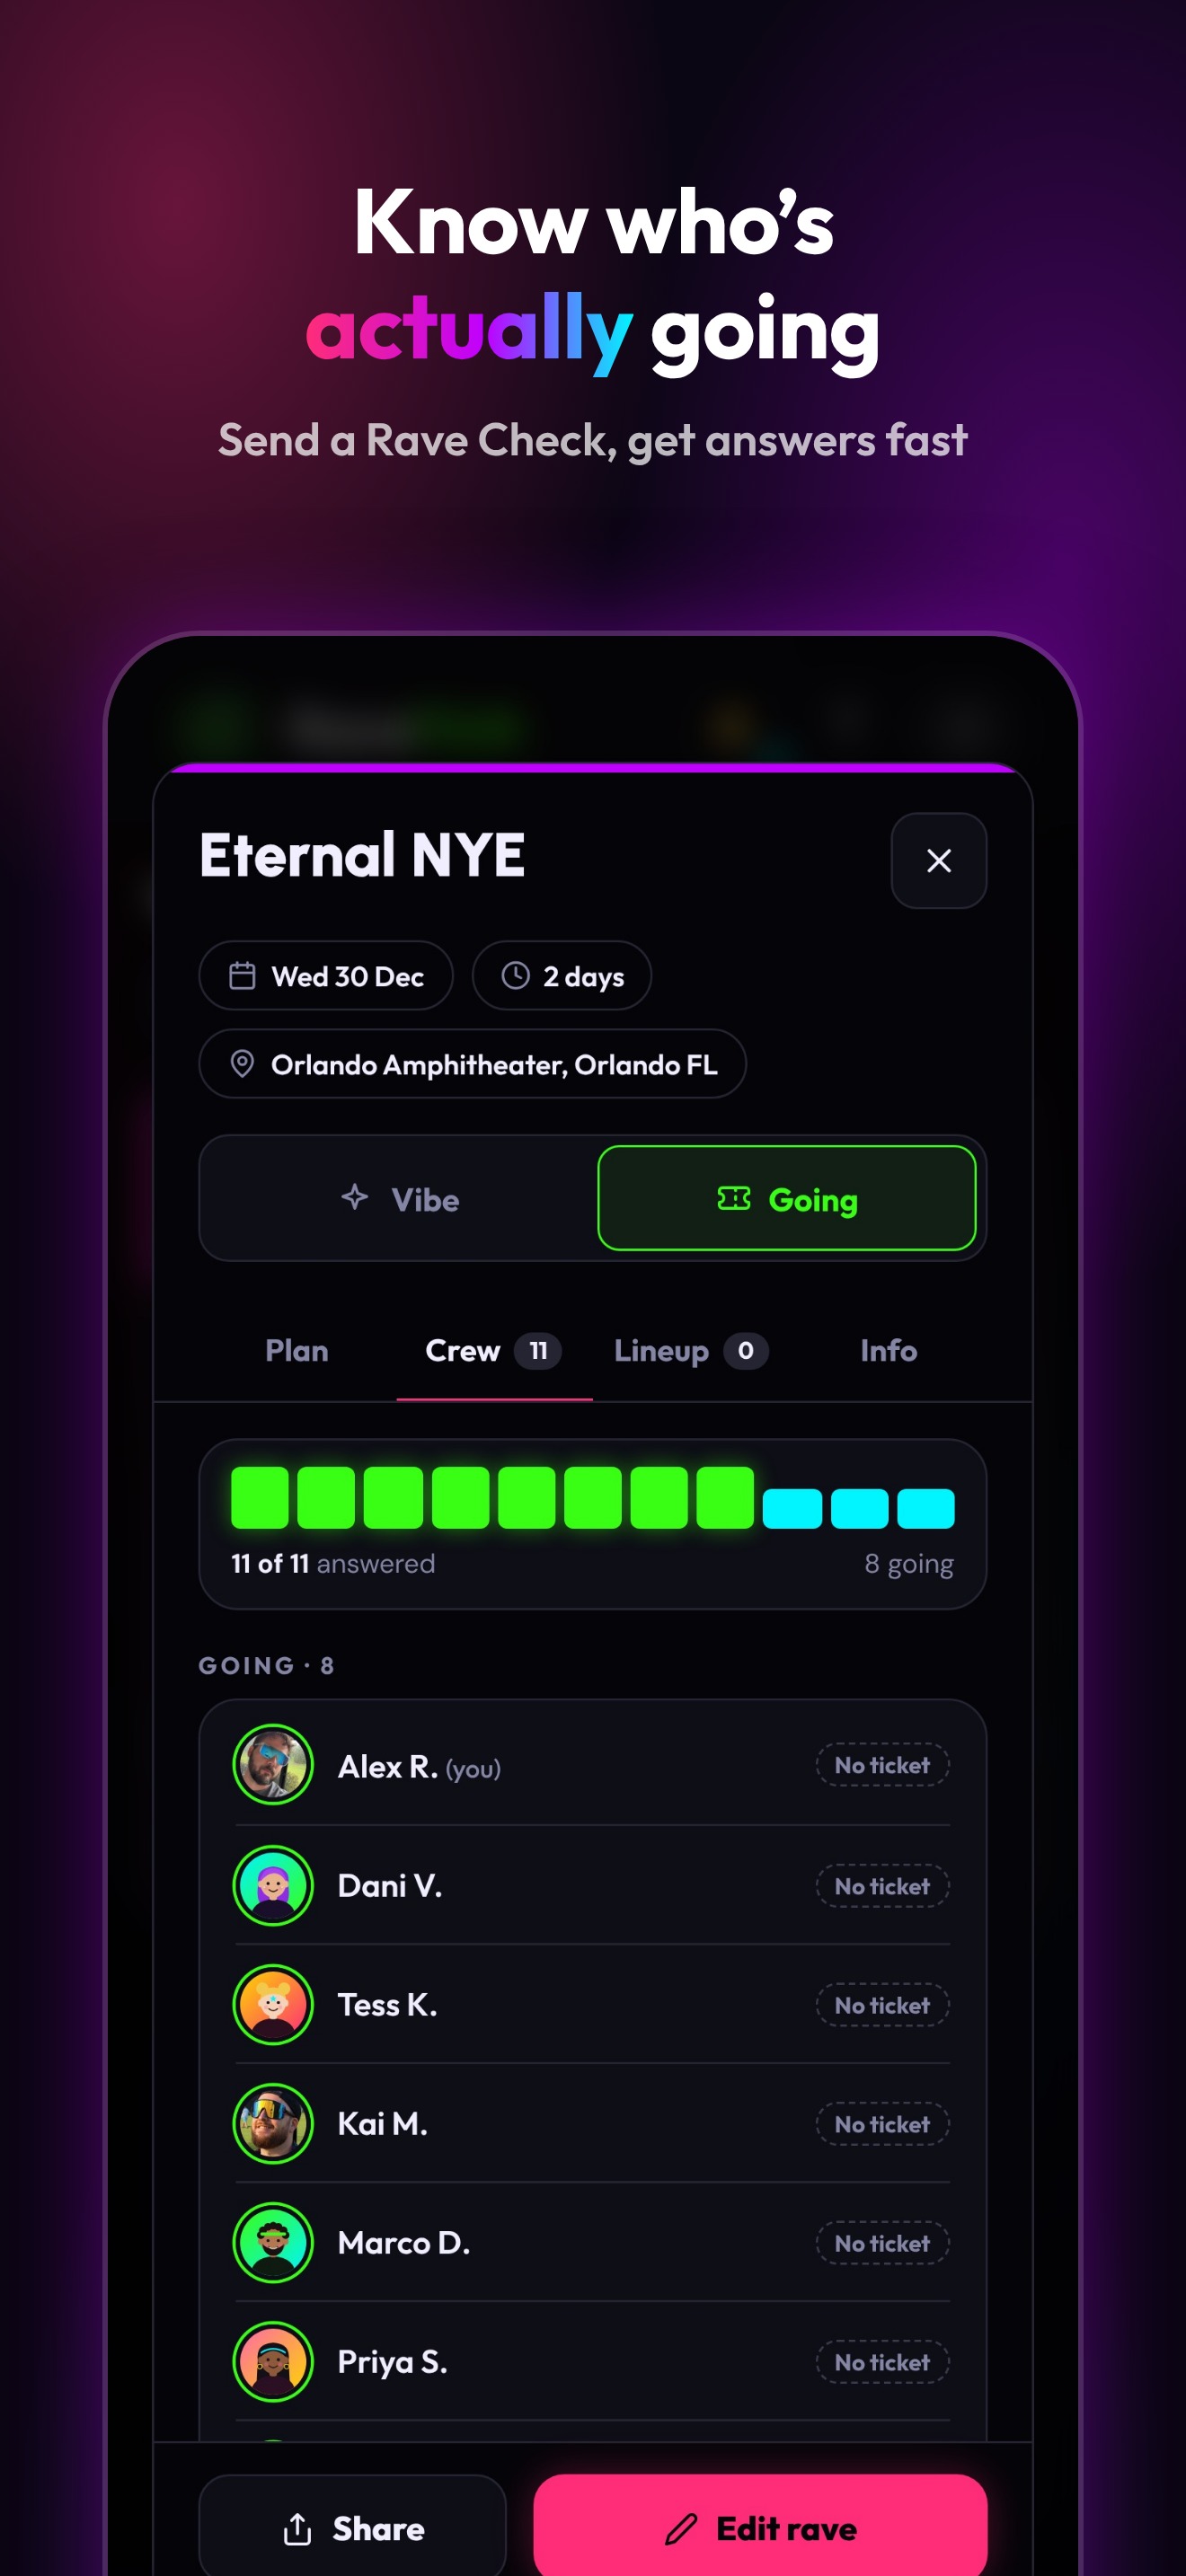 Know who’s
actually going
Send a Rave Check, get answers fast
Eternal NYE
Wed 30 Dec
2 days
Orlando Amphitheater, Orlando FL
Vibe
Going
Plan
Crew 11
Lineup 0
Info
11 of 11 answered
8 going
GOING · 8
Alex R. (you)
No ticket
Dani V.
No ticket
Tess K.
No ticket
Kai M.
No ticket
Marco D.
No ticket
Priya S.
No ticket
Share
Edit rave